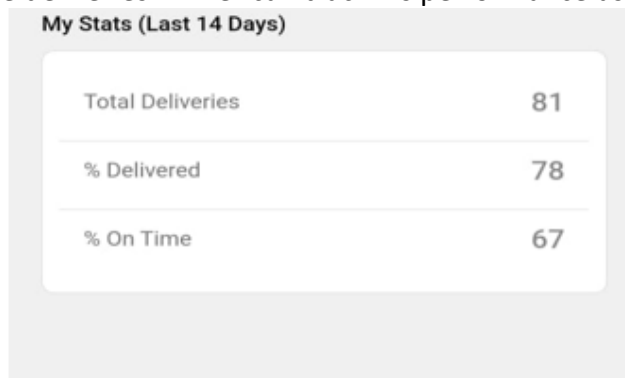 My Stats (Last 14 Days)
Total Deliveries 81
% Delivered 78
% On Time 67